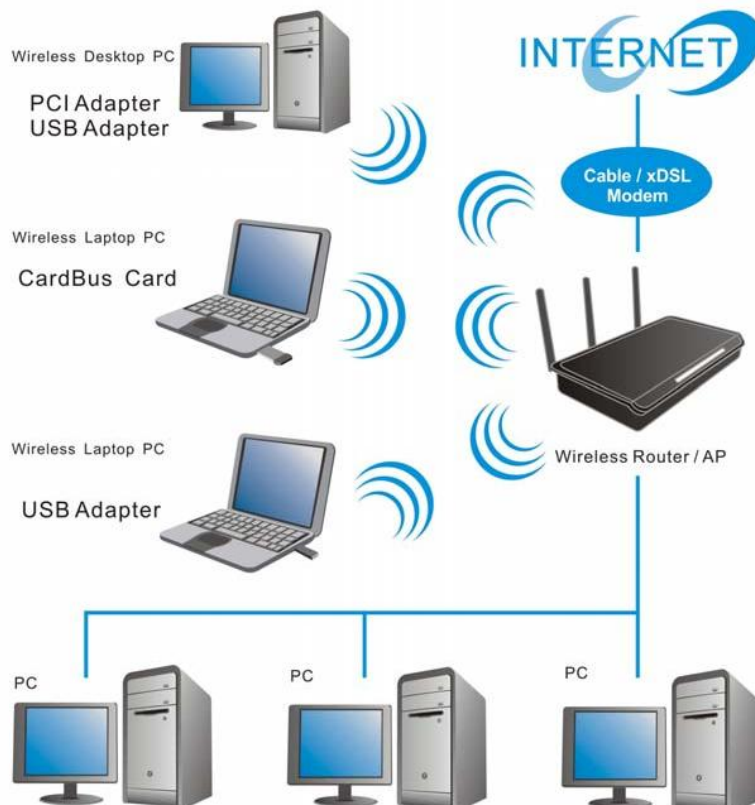 Wireless Desktop PC
PCI Adapter
USB Adapter
INTERNET
Cable / xDSL
Modem
Wireless Laptop PC
CardBus Card
Wireless Router / AP
Wireless Laptop PC
USB Adapter
PC
PC
PC